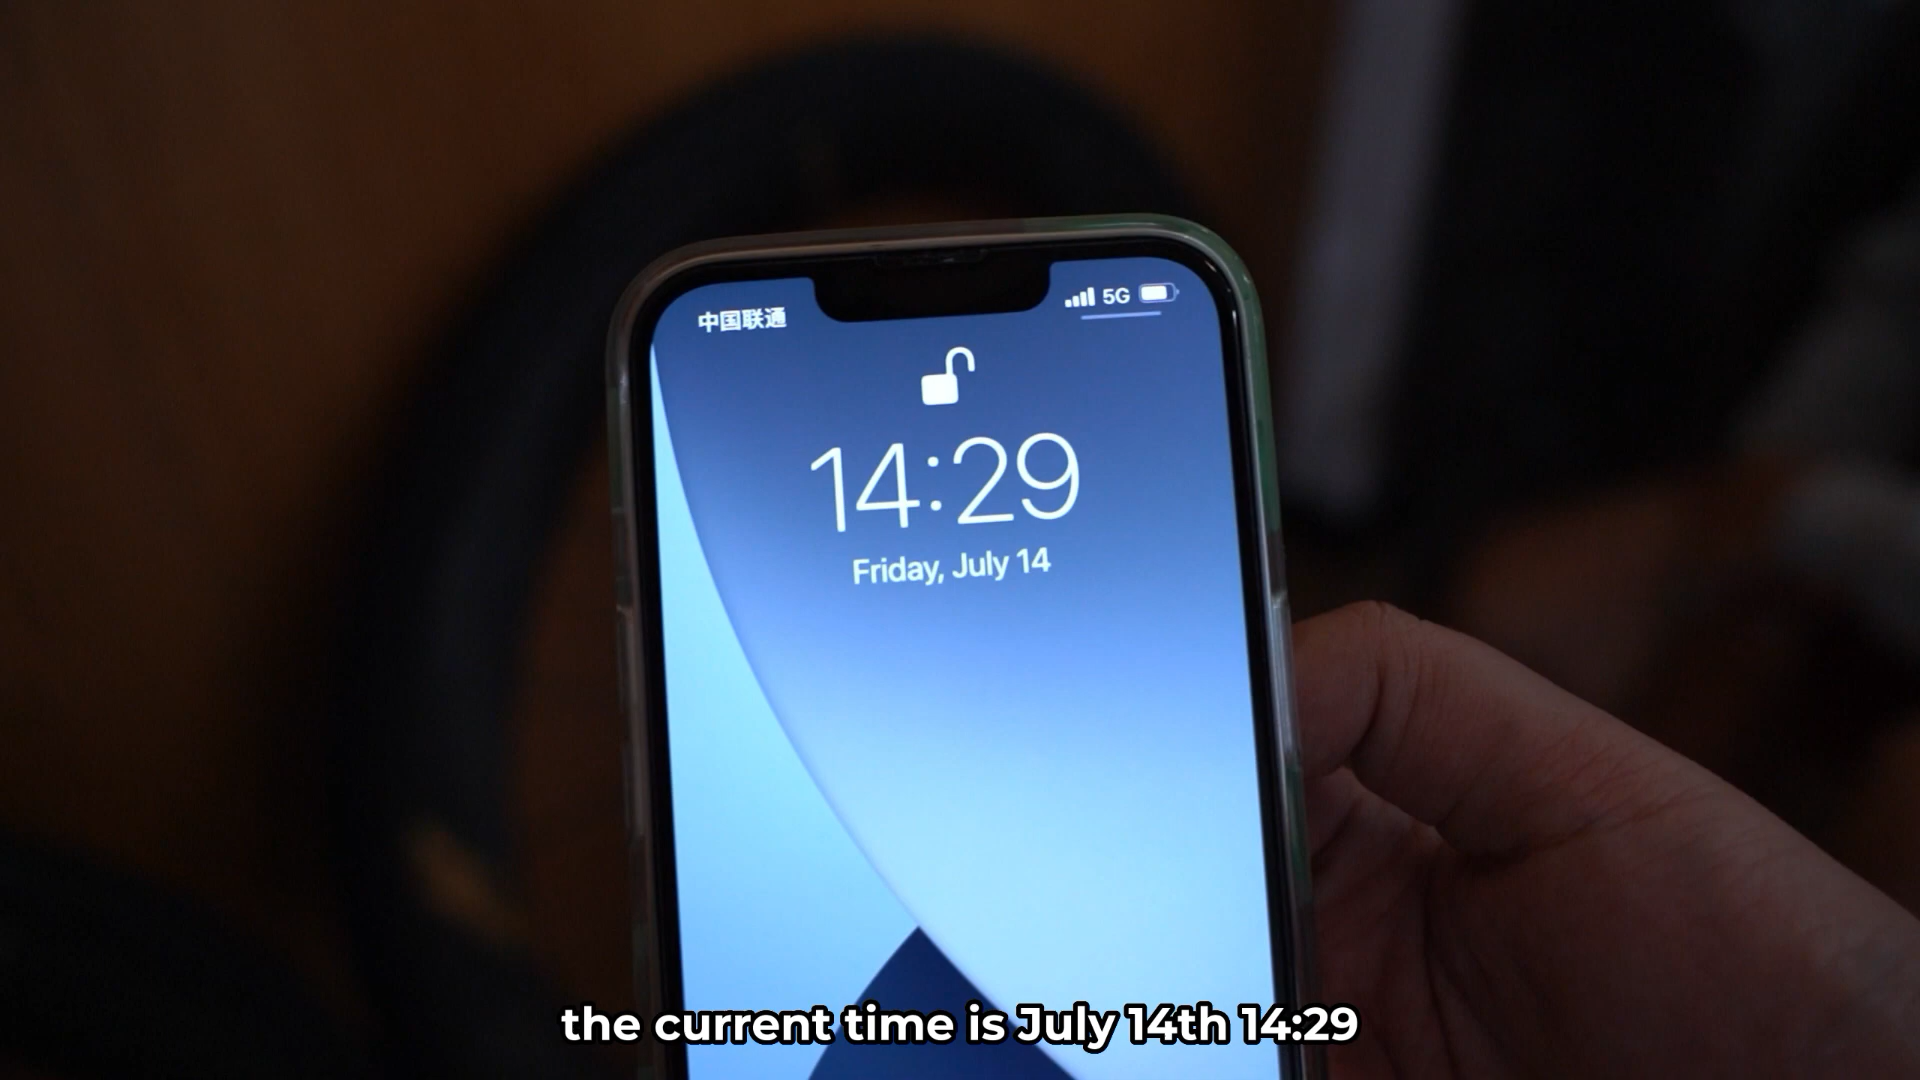 中国联通
5G
14:29
Friday, July 14
the current time is July 14th 14:29